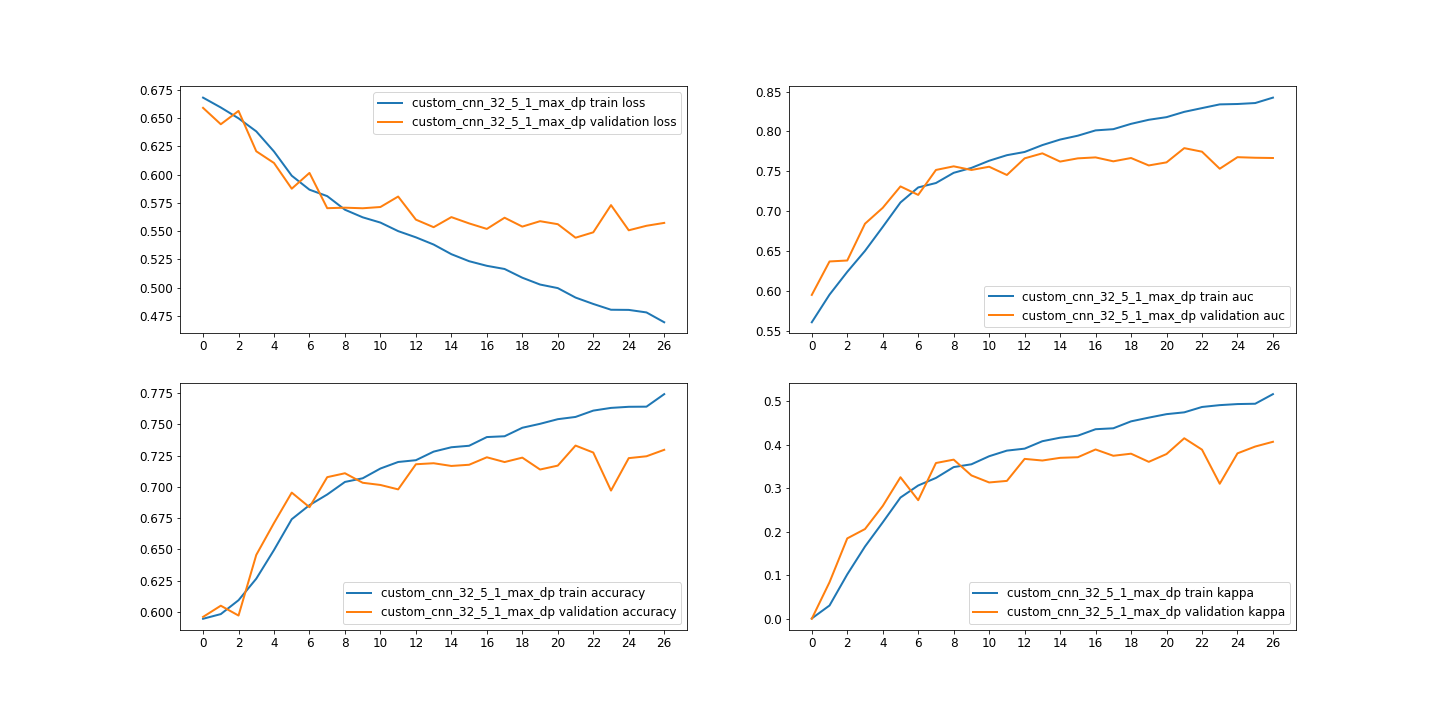 0.675
0.650
0.625
0.600
0.575
0.550
0.525
0.500
0.475
custom_cnn_32_5_1_max_dp train loss
custom_cnn_32_5_1_max_dp validation loss
0 2 4 6 8 10 12 14 16 18 20 22 24 26
0.85
0.80
0.75
0.70
0.65
0.60
0.55
custom_cnn_32_5_1_max_dp train auc
custom_cnn_32_5_1_max_dp validation auc
0 2 4 6 8 10 12 14 16 18 20 22 24 26
0.775
0.750
0.725
0.700
0.675
0.650
0.625
0.600
custom_cnn_32_5_1_max_dp train accuracy
custom_cnn_32_5_1_max_dp validation accuracy
0 2 4 6 8 10 12 14 16 18 20 22 24 26
0.5
0.4
0.3
0.2
0.1
0.0
custom_cnn_32_5_1_max_dp train kappa
custom_cnn_32_5_1_max_dp validation kappa
0 2 4 6 8 10 12 14 16 18 20 22 24 26